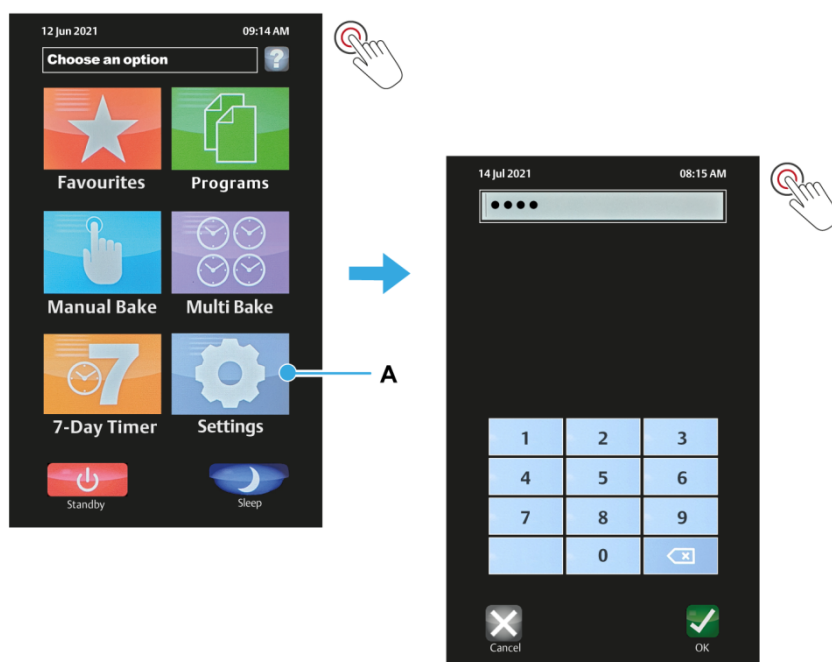 12 Jun 2021 09:14 AM
Choose an option ?
Favourites Programs
Manual Bake Multi Bake
7
7-Day Timer Settings
A
Standby Sleep
14 Jul 2021 08:15 AM
1 2 3
4 5 6
7 8 9
0
Cancel OK